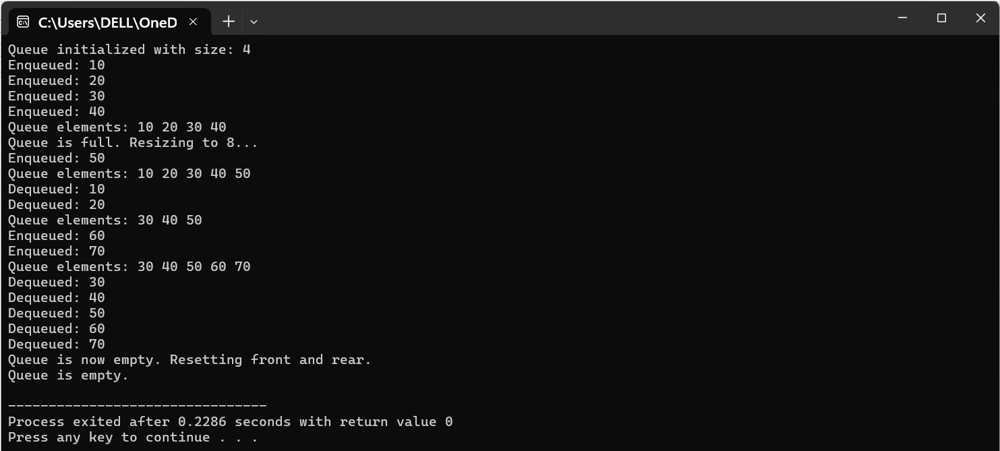 C:\Users\DELL\OneD
Queue initialized with size: 4
Enqueued: 10
Enqueued: 20
Enqueued: 30
Enqueued: 40
Queue elements: 10 20 30 40
Queue is full. Resizing to 8...
Enqueued: 50
Queue elements: 10 20 30 40 50
Dequeued: 10
Dequeued: 20
Queue elements: 30 40 50
Enqueued: 60
Enqueued: 70
Queue elements: 30 40 50 60 70
Dequeued: 30
Dequeued: 40
Dequeued: 50
Dequeued: 60
Dequeued: 70
Queue is now empty. Resetting front and rear.
Queue is empty.
--------------------------------
Process exited after 0.2286 seconds with return value 0
Press any key to continue . . .